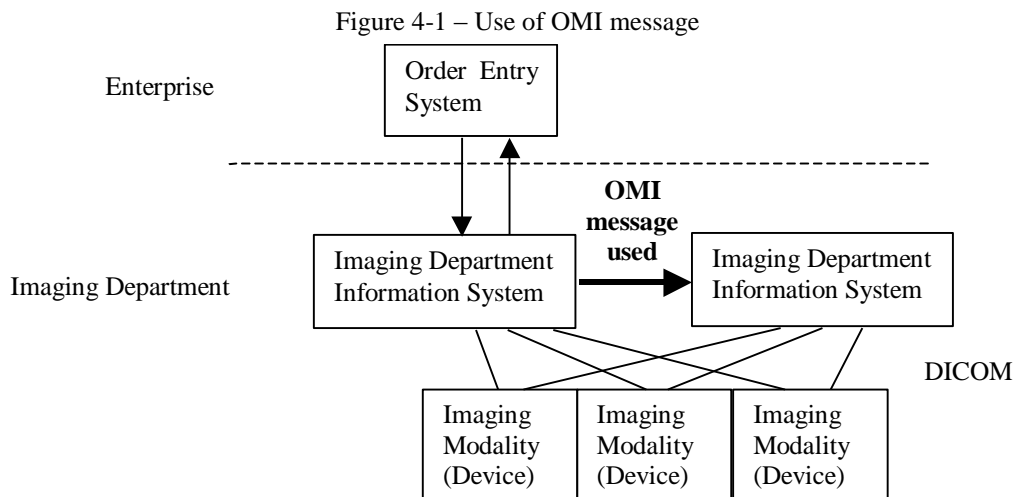 Figure 4-1 – Use of OMI message
Enterprise
Order Entry
System
OMI
message
used
Imaging Department
Imaging Department
Information System
Imaging Department
Information System
DICOM
Imaging
Modality
(Device)
Imaging
Modality
(Device)
Imaging
Modality
(Device)